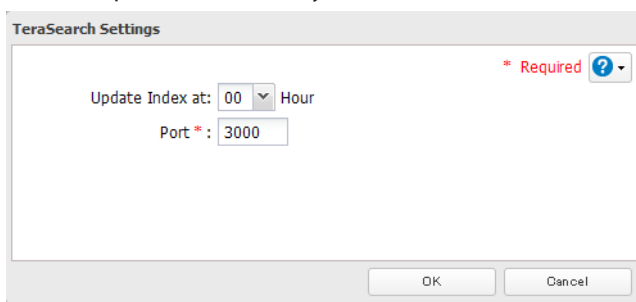 TeraSearch Settings
* Required ?
Update Index at: 00 Hour
Port * : 3000
OK Cancel